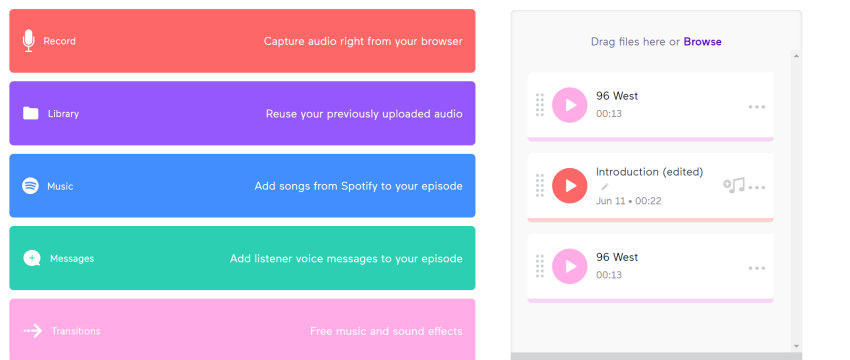 Record
Capture audio right from your browser
Library
Reuse your previously uploaded audio
Music
Add songs from Spotify to your episode
Messages
Add listener voice messages to your episode
Transitions
Free music and sound effects
Drag files here or Browse
96 West
00:13
Introduction (edited)
Jun 11 • 00:22
96 West
00:13